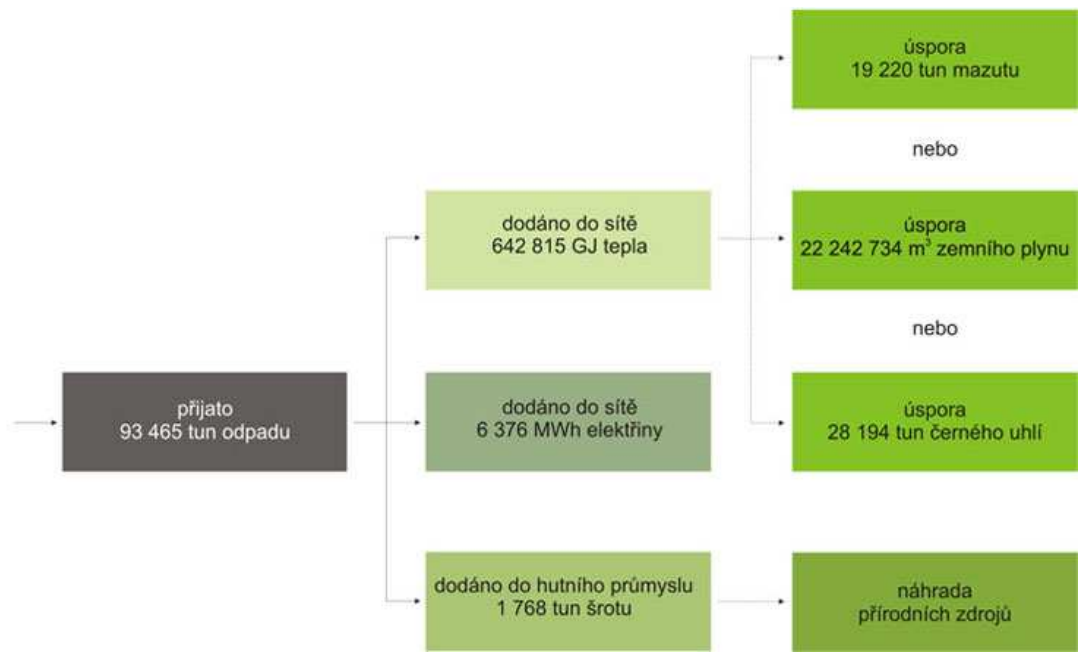 úspora
19 220 tun mazutu
nebo
dodáno do sítě
642 815 GJ tepla
úspora
22 242 734 m³ zemního plynu
nebo
přijato
93 465 tun odpadu
dodáno do sítě
6 376 MWh elektřiny
úspora
28 194 tun černého uhlí
dodáno do hutního průmyslu
1 768 tun šrotu
náhrada
přírodních zdrojů